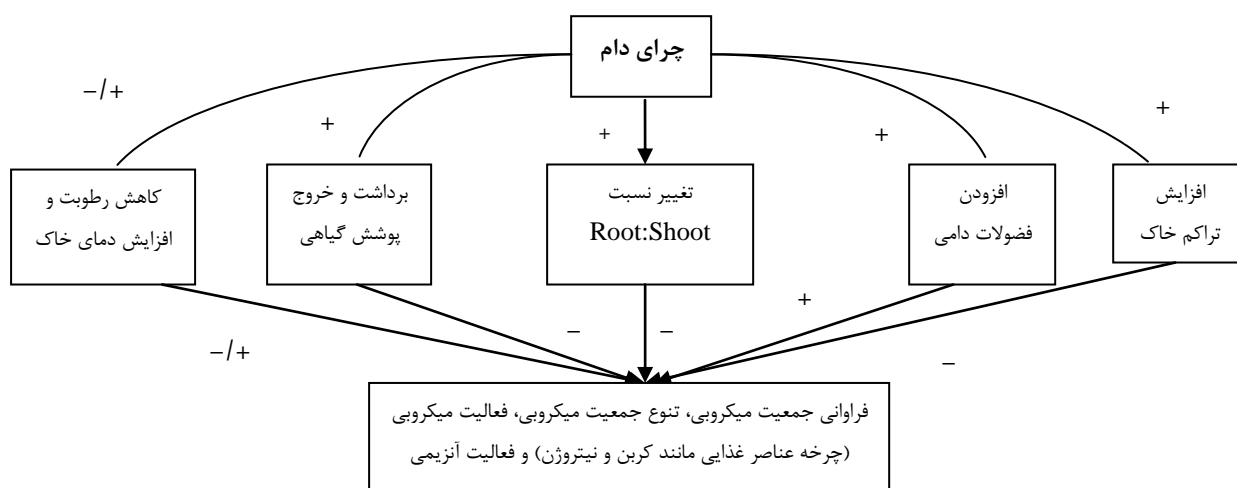 چرای دام
−/+
+
+
+
+
افزایش
تراکم خاک
افزودن
فضولات دامی
تغییر نسبت
Root:Shoot
برداشت و خروج
پوشش گیاهی
کاهش رطوبت و
افزایش دمای خاک
−/+
−
−
+
−
فراوانی جمعیت میکروبی، تنوع جمعیت میکروبی، فعالیت میکروبی
(چرخه عناصر غذایی مانند کربن و نیتروژن) و فعالیت آنزیمی